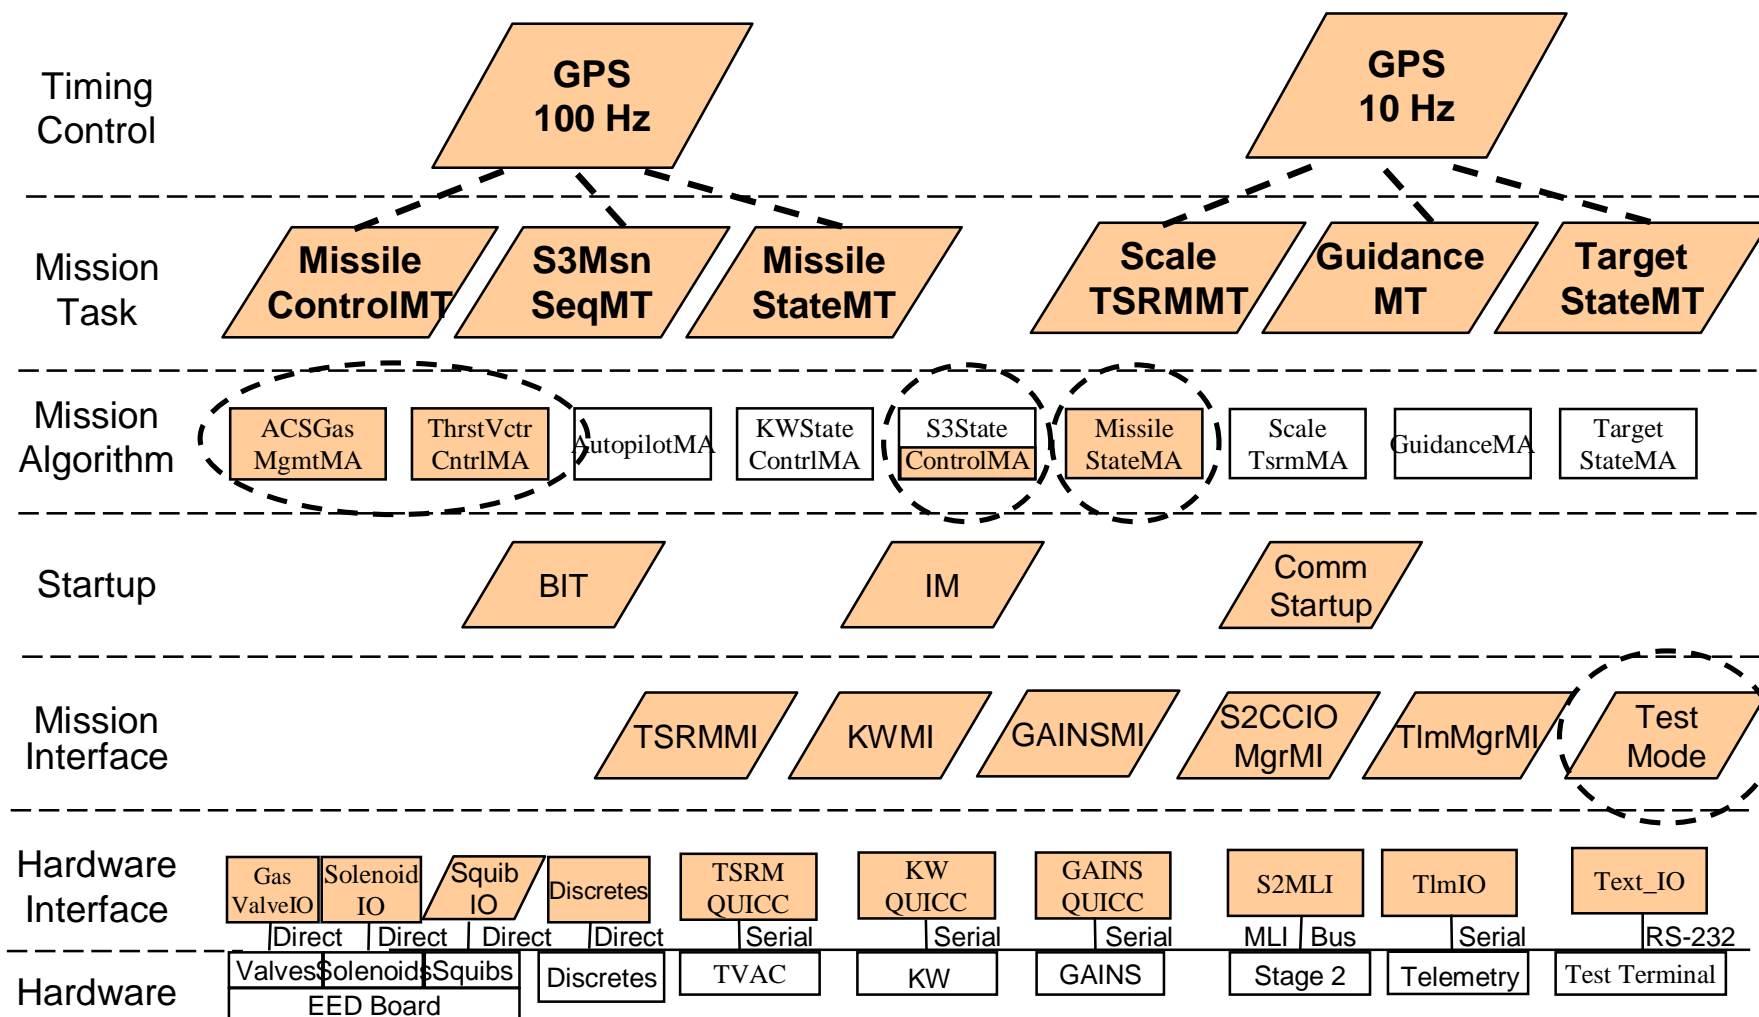 Timing
Control
GPS
100 Hz
GPS
10 Hz
Mission
Task
Missile
ControlMT
S3Msn
SeqMT
Missile
StateMT
Scale
TSRMMT
Guidance
MT
Target
StateMT
Mission
Algorithm
ACSGas
MgmtMA
ThrstVctr
CntrlMA
AutopilotMA
KWState
ContrlMA
S3State
ControlMA
Missile
StateMA
Scale
TsrmMA
GuidanceMA
Target
StateMA
Startup
BIT
IM
Comm
Startup
Mission
Interface
TSRMMI
KWMI
GAINSMI
S2CCIO
MgrMI
TlmMgrMI
Test
Mode
Hardware
Interface
Gas
ValveIO
Solenoid
IO
Squib
IO
Discretes
TSRM
QUICC
KW
QUICC
GAINS
QUICC
S2MLI
TlmIO
Text_IO
Direct
Direct
Direct
Direct
Serial
Serial
Serial
MLI Bus
Serial
RS-232
Hardware
Valves
Solenoids
Squibs
EED Board
Discretes
TVAC
KW
GAINS
Stage 2
Telemetry
Test Terminal